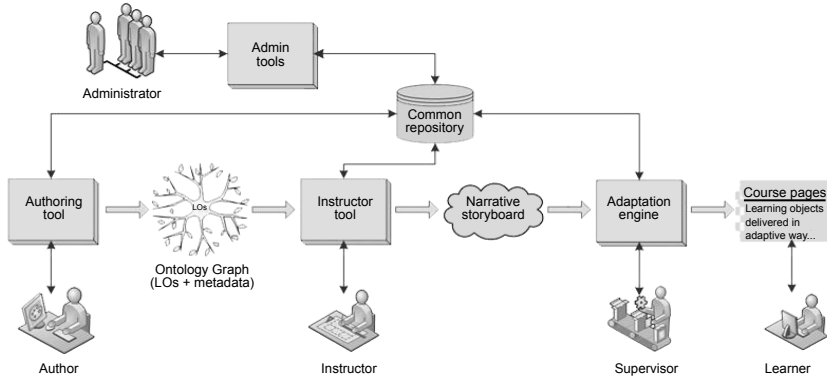 Admin
tools
Administrator
Common
repository
Authoring
tool
LOs
Ontology Graph
(LOs + metadata)
Instructor
tool
Narrative
storyboard
Adaptation
engine
Course pages
Learning objects
delivered in
adaptive way...
Author
Instructor
Supervisor
Learner